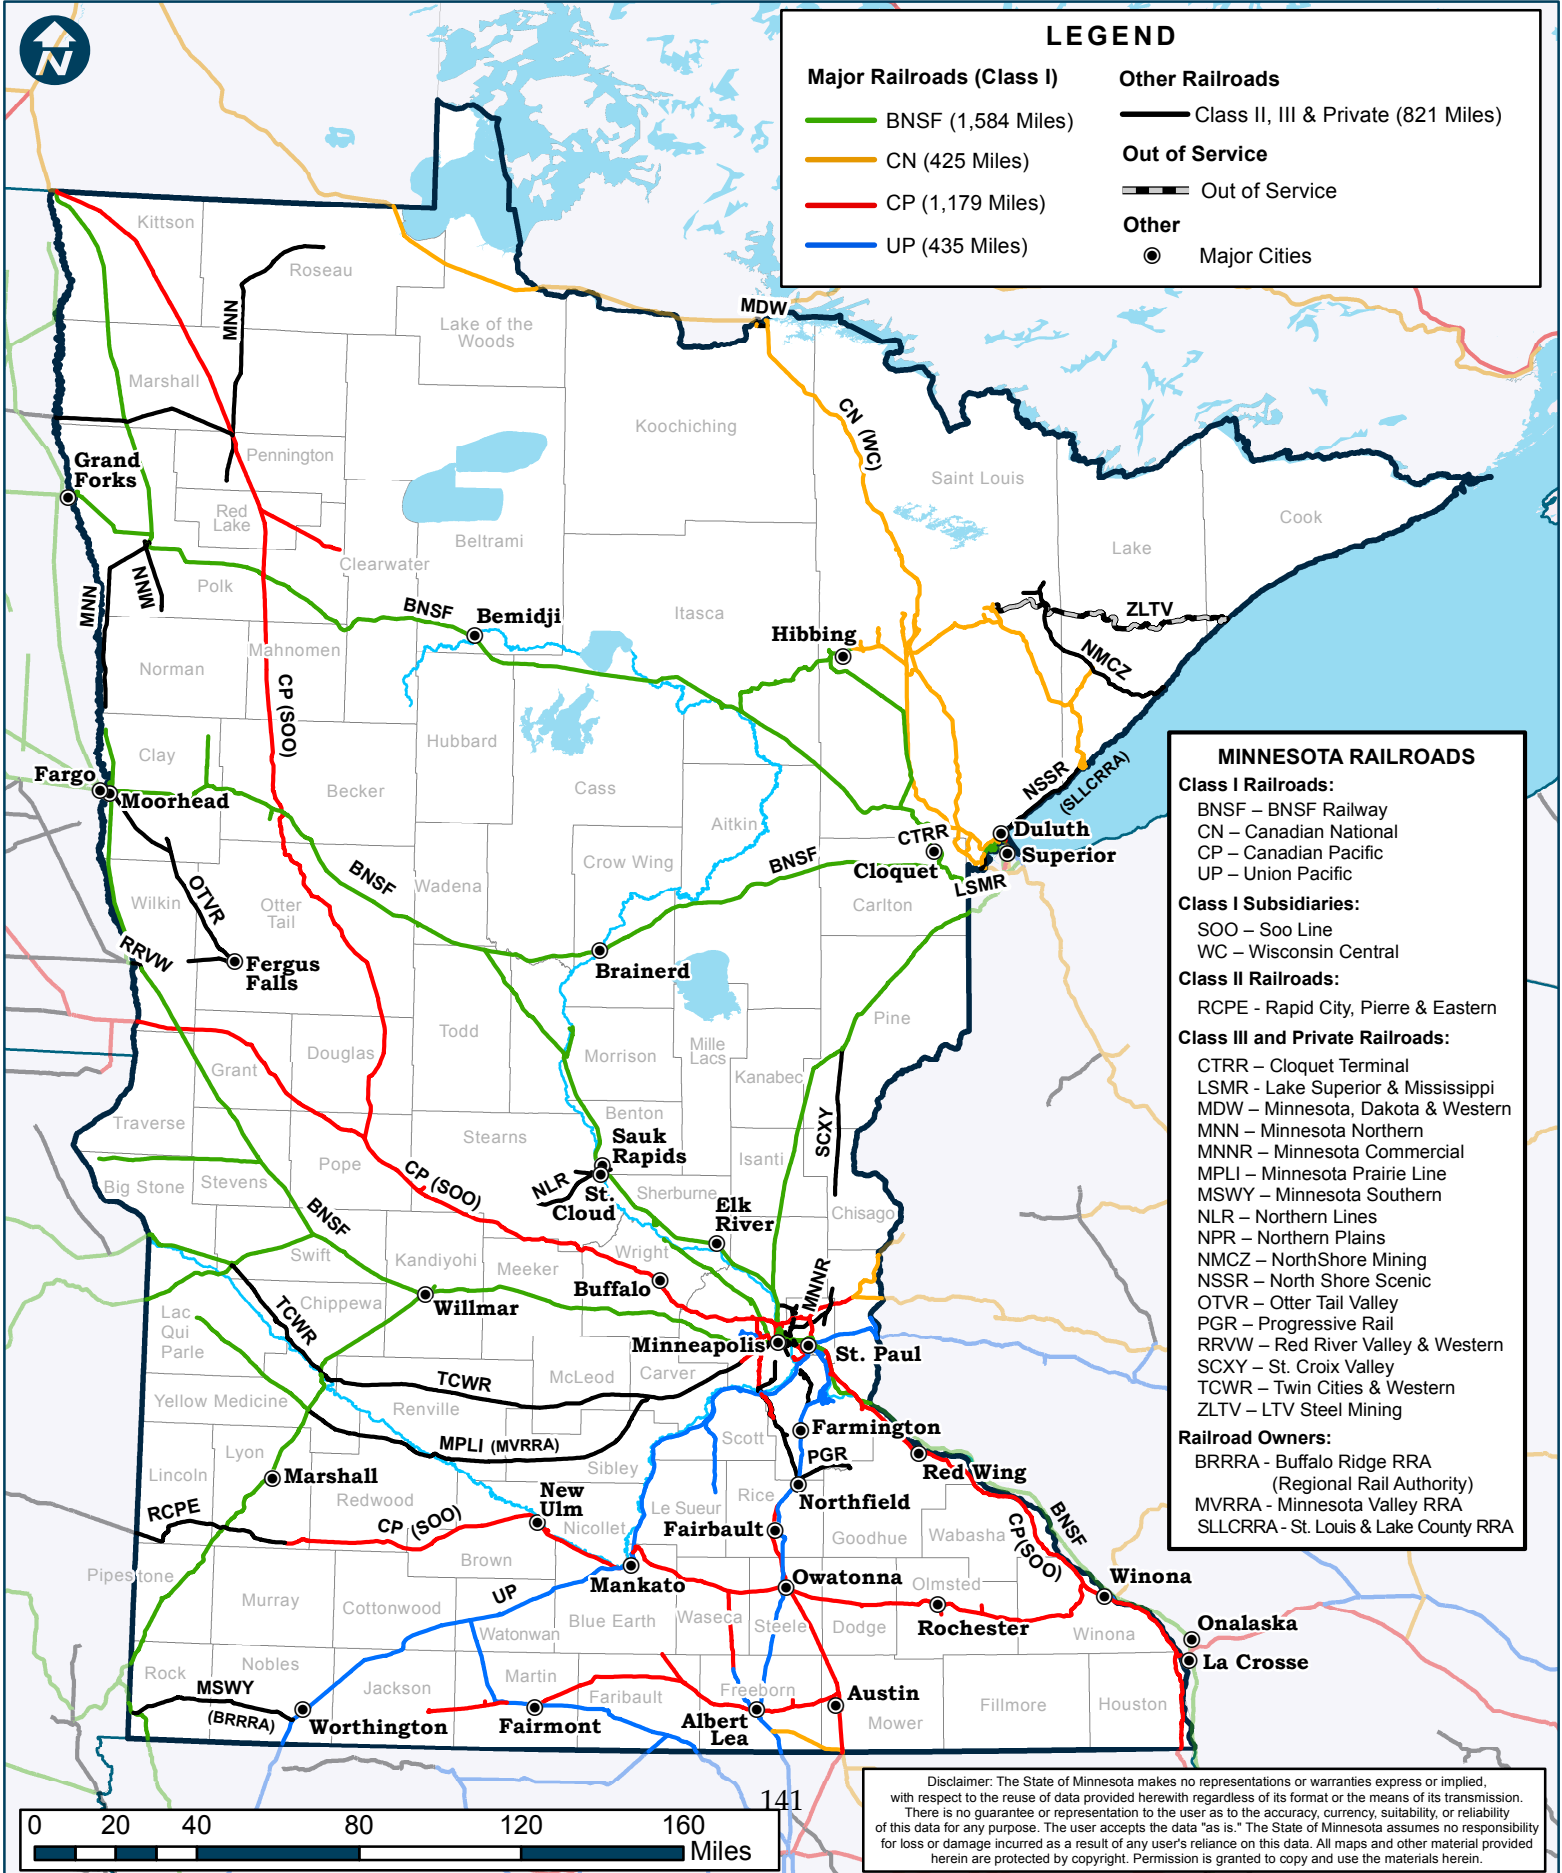 N
LEGEND
Major Railroads (Class I)
BNSF (1,584 Miles)
CN (425 Miles)
CP (1,179 Miles)
UP (435 Miles)
Other Railroads
Class II, III & Private (821 Miles)
Out of Service
Out of Service
Other
Major Cities
Kittson
Roseau
MNN
Lake of the
Woods
MDW
Marshall
Koochiching
CN (WC)
Pennington
Grand
Forks
Saint Louis
Red
Lake
Cook
Beltrami
Lake
Clearwater
Polk
MNN
MNN
BNSF
Bemidji
Itasca
ZLTV
Hibbing
Mahnomen
Norman
NMCZ
CP (SOO)
Hubbard
Clay
Fargo
Moorhead
Becker
Cass
NSSR
(SLLCRRA)
Aitkin
CTRR
Duluth
Superior
Crow Wing
BNSF
BNSF
Cloquet
LSMR
Wadena
OTVR
Wilkin
Otter
Tail
Carlton
RRVW
Fergus
Falls
Brainerd
Pine
Todd
Douglas
Morrison
Mille
Lacs
Grant
Kanabec
Traverse
Benton
SCXY
Stearns
Sauk
Rapids
Pope
Isanti
CP (SOO)
Big Stone
Stevens
NLR
St.
Cloud
Sherburne
Elk
River
Chisago
BNSF
Swift
Kandiyohi
Wright
Meeker
Buffalo
MNNR
Chippewa
Willmar
Lac
Qui
Parle
TCWR
Minneapolis
St. Paul
TCWR
McLeod
Carver
Yellow Medicine
Renville
Farmington
MPLI (MVRRA)
Scott
Lyon
PGR
Red Wing
Lincoln
Marshall
Sibley
New
Ulm
Redwood
RCPE
Le Sueur
Rice
Northfield
CP (SOO)
Nicollet
Fairbault
Goodhue
Wabasha
BNSF
CP(SOO)
Brown
Pipestone
UP
Mankato
Owatonna
Olmsted
Winona
Murray
Cottonwood
Blue Earth
Waseca
Steele
Dodge
Rochester
Onalaska
Watonwan
Winona
La Crosse
Rock
Nobles
MSWY
(BRRRA)
Jackson
Martin
Faribault
Freeborn
Austin
Fillmore
Houston
Worthington
Fairmont
Albert
Lea
Mower
MINNESOTA RAILROADS
Class I Railroads:
BNSF – BNSF Railway
CN – Canadian National
CP – Canadian Pacific
UP – Union Pacific
Class I Subsidiaries:
SOO – Soo Line
WC – Wisconsin Central
Class II Railroads:
RCPE - Rapid City, Pierre & Eastern
Class III and Private Railroads:
CTRR – Cloquet Terminal
LSMR - Lake Superior & Mississippi
MDW – Minnesota, Dakota & Western
MNN – Minnesota Northern
MNNR – Minnesota Commercial
MPLI – Minnesota Prairie Line
MSWY – Minnesota Southern
NLR – Northern Lines
NPR – Northern Plains
NMCZ – NorthShore Mining
NSSR – North Shore Scenic
OTVR – Otter Tail Valley
PGR – Progressive Rail
RRVW – Red River Valley & Western
SCXY – St. Croix Valley
TCWR – Twin Cities & Western
ZLTV – LTV Steel Mining
Railroad Owners:
BRRRA - Buffalo Ridge RRA
(Regional Rail Authority)
MVRRA - Minnesota Valley RRA
SLLCRRA - St. Louis & Lake County RRA
141
0 20 40 80 120 160
Miles
Disclaimer: The State of Minnesota makes no representations or warranties express or implied,
with respect to the reuse of data provided herewith regardless of its format or the means of its transmission.
There is no guarantee or representation to the user as to the accuracy, currency, suitability, or reliability
of this data for any purpose. The user accepts the data "as is." The State of Minnesota assumes no responsibility
for loss or damage incurred as a result of any user's reliance on this data. All maps and other material provided
herein are protected by copyright. Permission is granted to copy and use the materials herein.